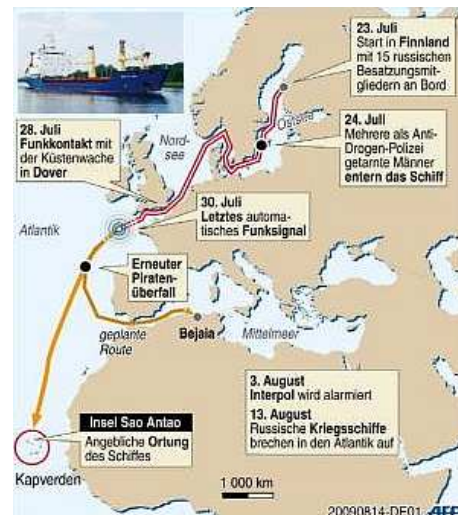 23. Juli
Start in Finnland
mit 15 russischen
Besatzungsmit-
gliedern an Bord
28. Juli
Funkkontakt mit
der Küstenwache
in Dover
Nord-
see
Ostsee
24. Juli
Mehrere als Anti-
Drogen-Polizei
getarnte Männer
entern das Schiff
30. Juli
Letztes automa-
tisches Funksignal
Atlantik
Erneuter
Piraten-
überfall
geplante
Route
Bejaia
Mittelmeer
3. August
Interpol wird alarmiert
13. August
Russische Kriegsschiffe
brechen in den Atlantik auf
Insel Sao Antao
Angebliche Ortung
des Schiffes
Kapverden
1 000 km
20090814-DE01 AFP